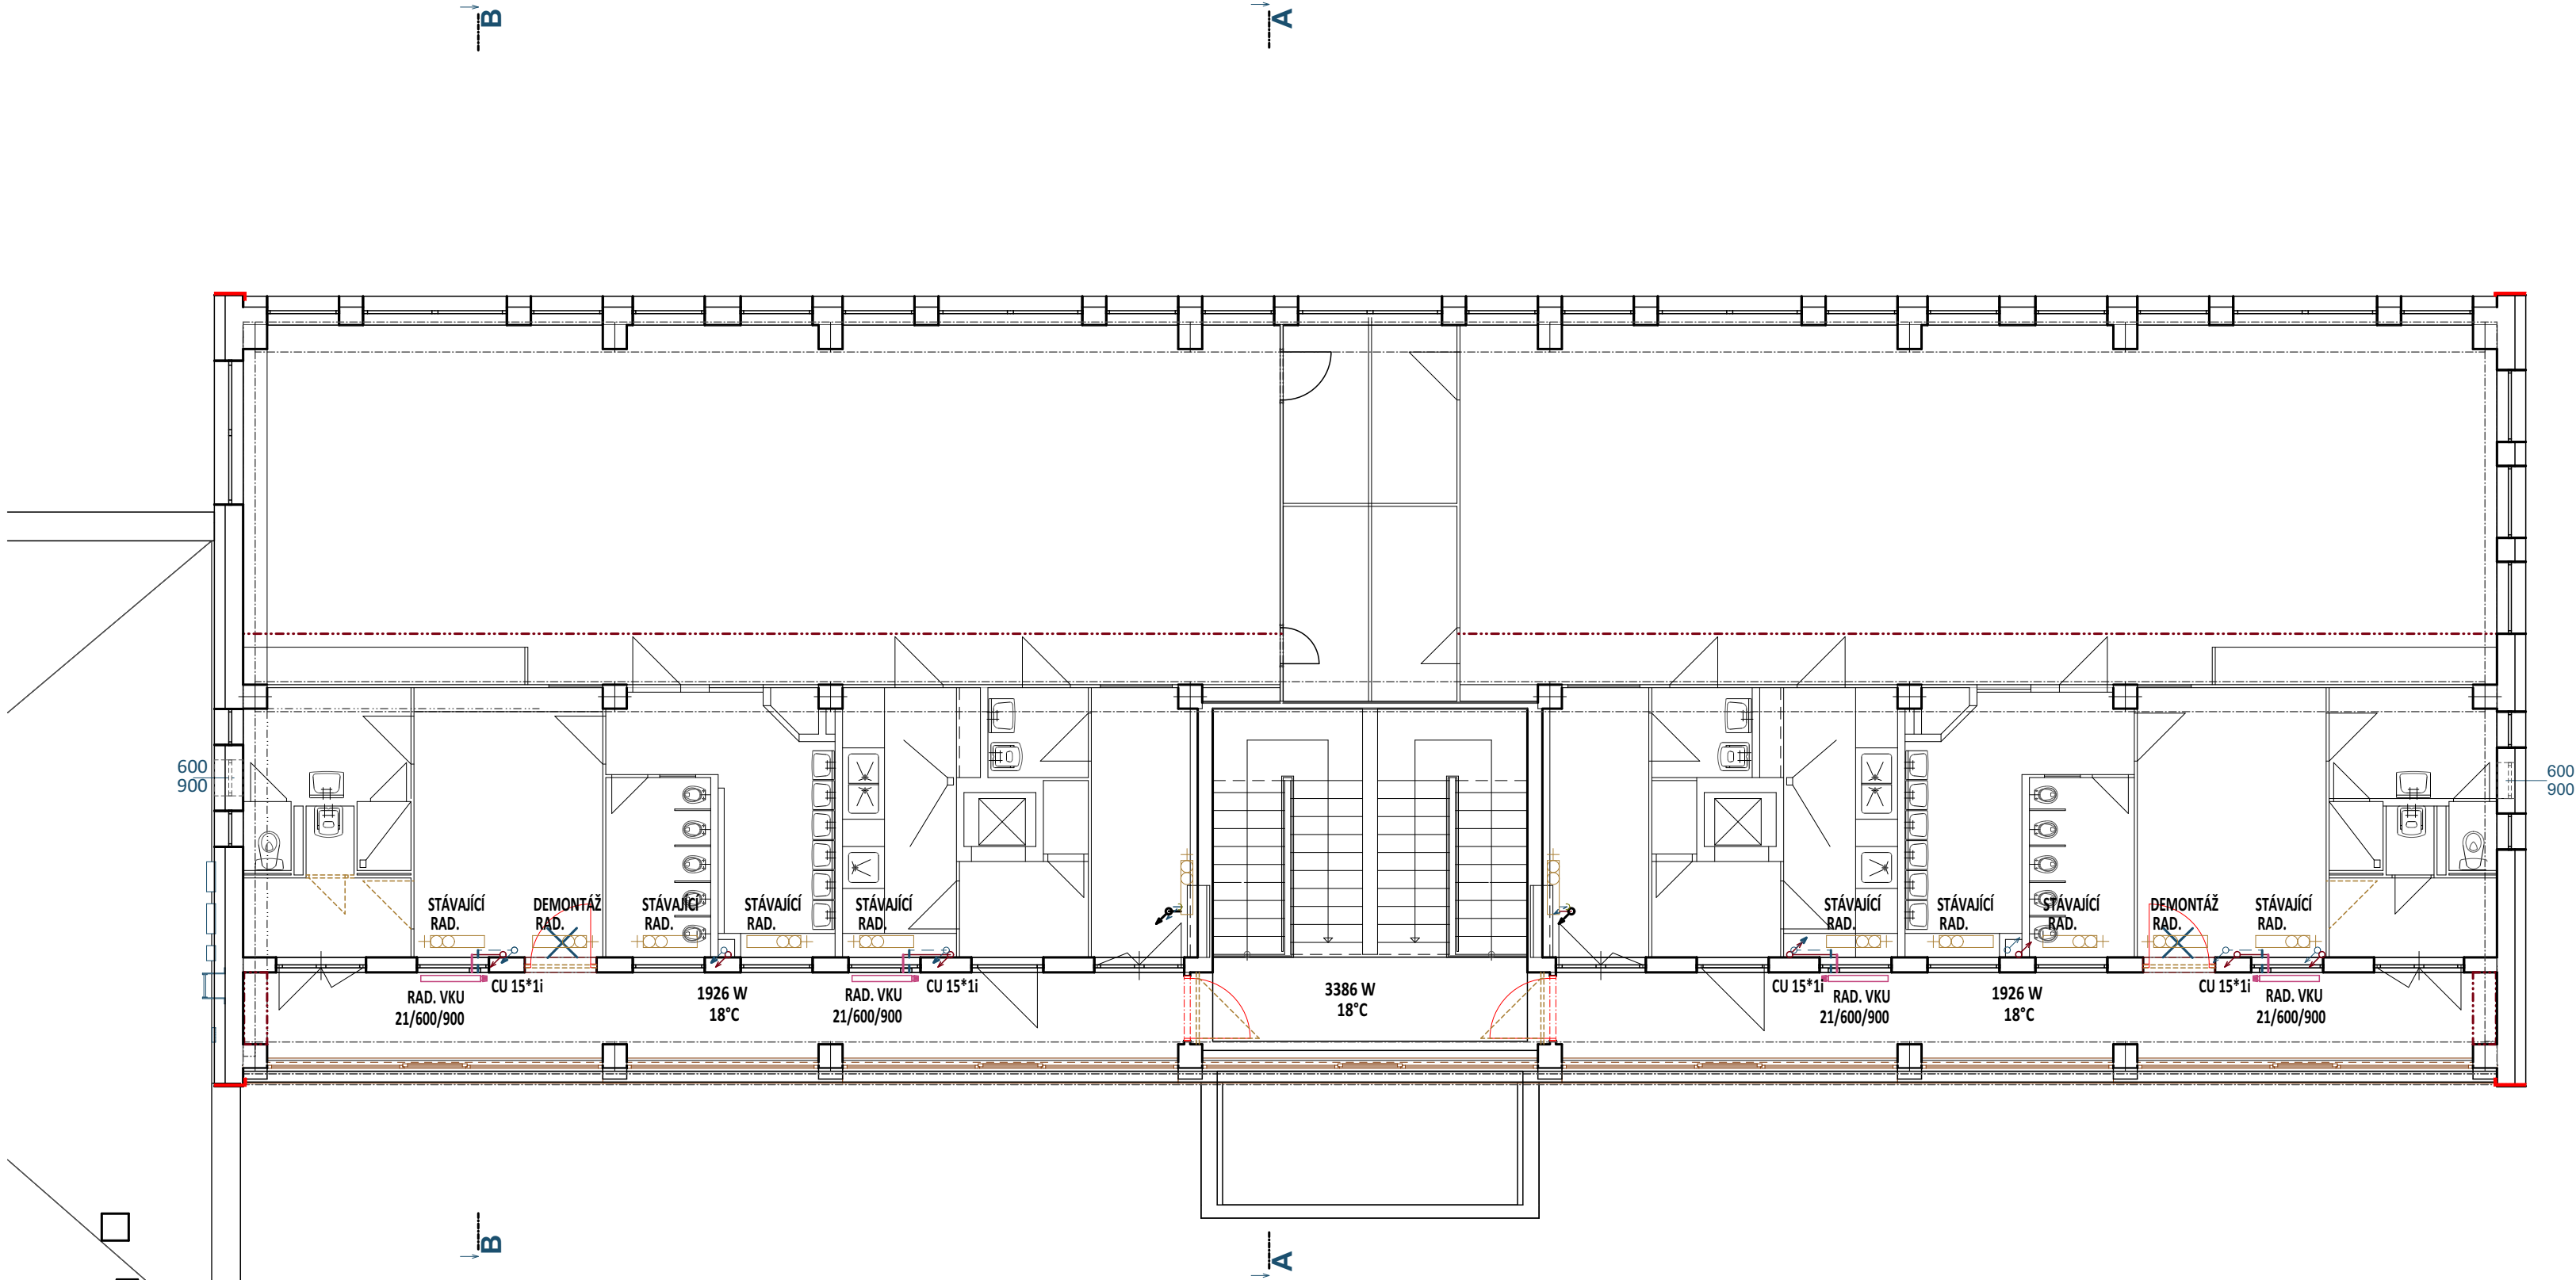 B
A
600
900
600
900
STÁVAJÍCÍ
RAD.
DEMONTÁŽ
RAD.
STÁVAJÍCÍ
RAD.
STÁVAJÍCÍ
RAD.
STÁVAJÍCÍ
RAD.
STÁVAJÍCÍ
RAD.
STÁVAJÍCÍ
RAD.
STÁVAJÍCÍ
RAD.
DEMONTÁŽ
RAD.
STÁVAJÍCÍ
RAD.
RAD. VKU
21/600/900
CU 15*1i
1926 W
18°C
RAD. VKU
21/600/900
CU 15*1i
3386 W
18°C
CU 15*1i
RAD. VKU
21/600/900
1926 W
18°C
CU 15*1i
RAD. VKU
21/600/900
B
A